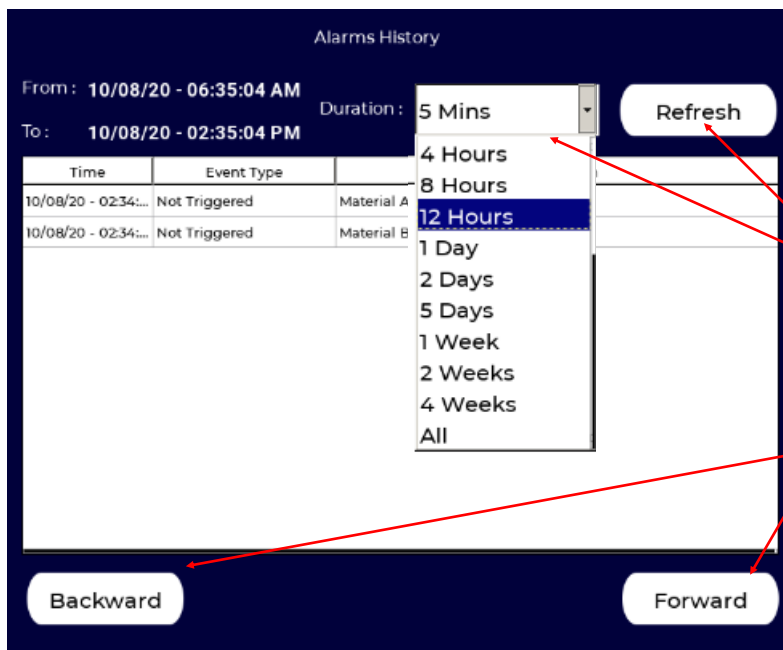 Alarms History
From : 10/08/20 - 06:35:04 AM
Duration :
5 Mins
Refresh
To : 10/08/20 - 02:35:04 PM
Time Event Type
10/08/20 - 02:34:... Not Triggered Material A
10/08/20 - 02:34:... Not Triggered Material B
4 Hours
8 Hours
12 Hours
1 Day
2 Days
5 Days
1 Week
2 Weeks
4 Weeks
All
Backward
Forward